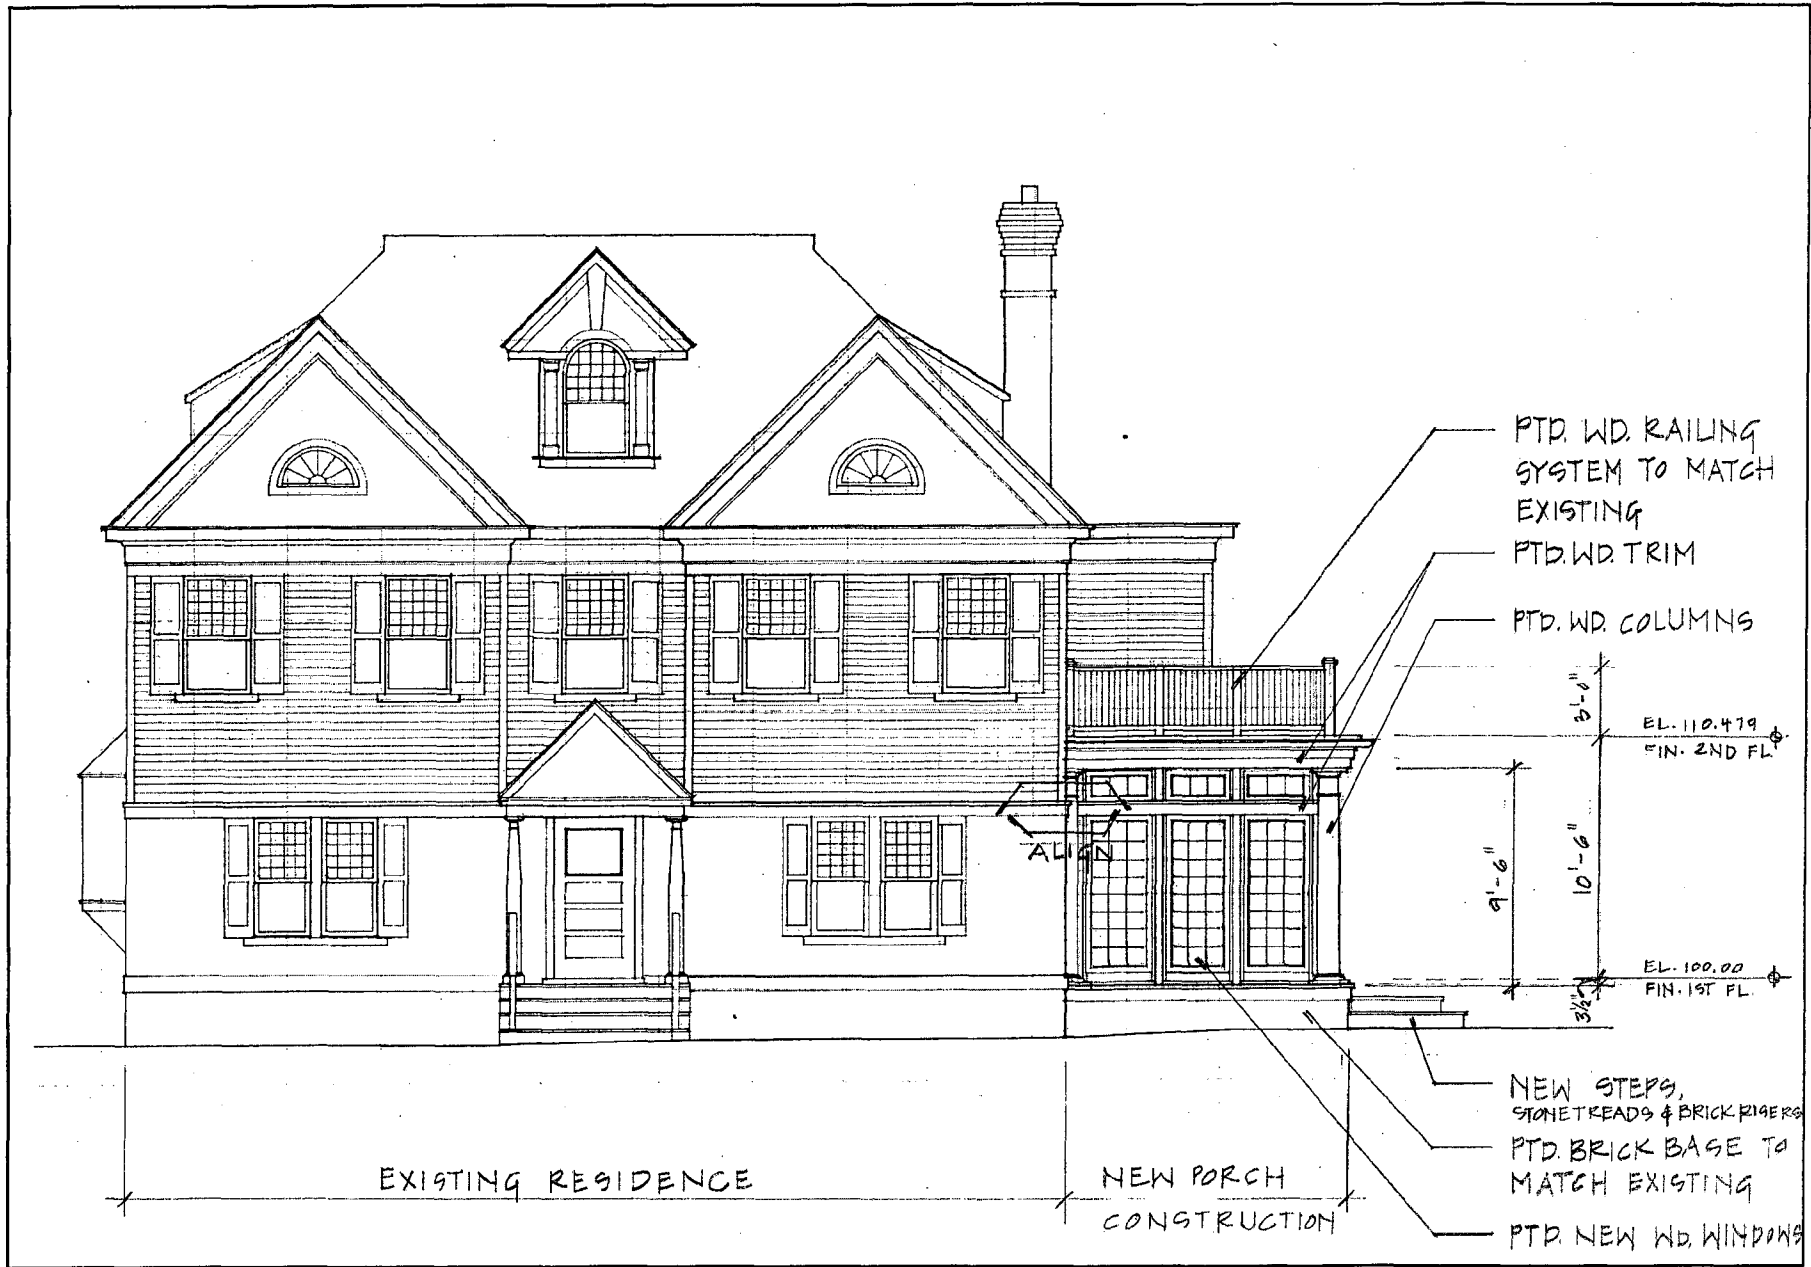 PTD. WD. RAILING
SYSTEM TO MATCH
EXISTING
PTD. WD. TRIM
PTD. WD. COLUMNS
3'-0"
EL. 110.479
FIN. 2ND FL
ALIGN
9'-6"
10'-6"
EL. 100.00
FIN. 1ST FL.
3½"
NEW STEPS,
STONE TREADS & BRICK RISERS
PTD. BRICK BASE TO
MATCH EXISTING
PTD. NEW WD. WINDOWS
EXISTING RESIDENCE
NEW PORCH
CONSTRUCTION